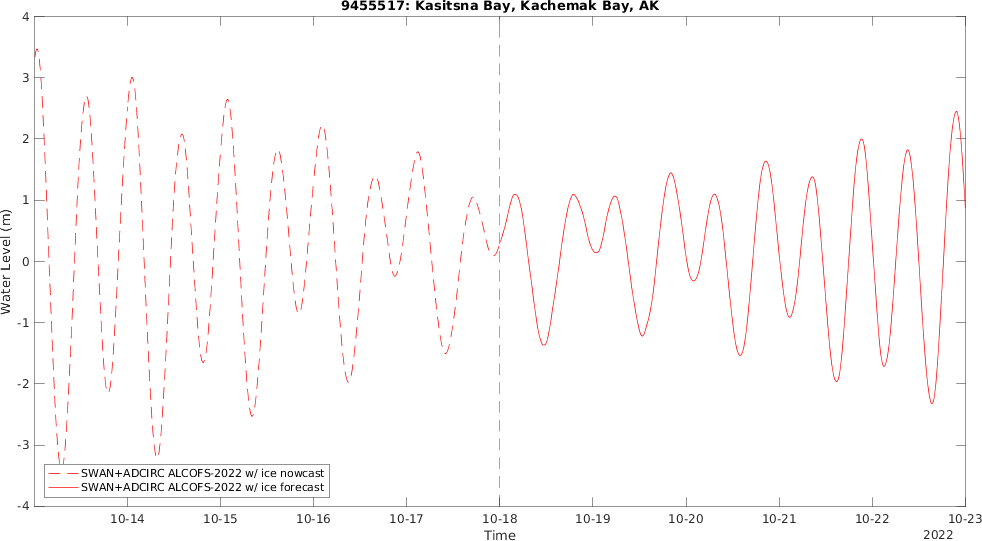 9455517: Kasitsna Bay, Kachemak Bay, AK
Water Level (m)
4
3
2
1
0
-1
-2
-3
-4
SWAN+ADCIRC ALCOFS-2022 w/ ice nowcast
SWAN+ADCIRC ALCOFS-2022 w/ ice forecast
10-14 10-15 10-16 10-17 10-18 10-19 10-20 10-21 10-22 10-23
Time
2022